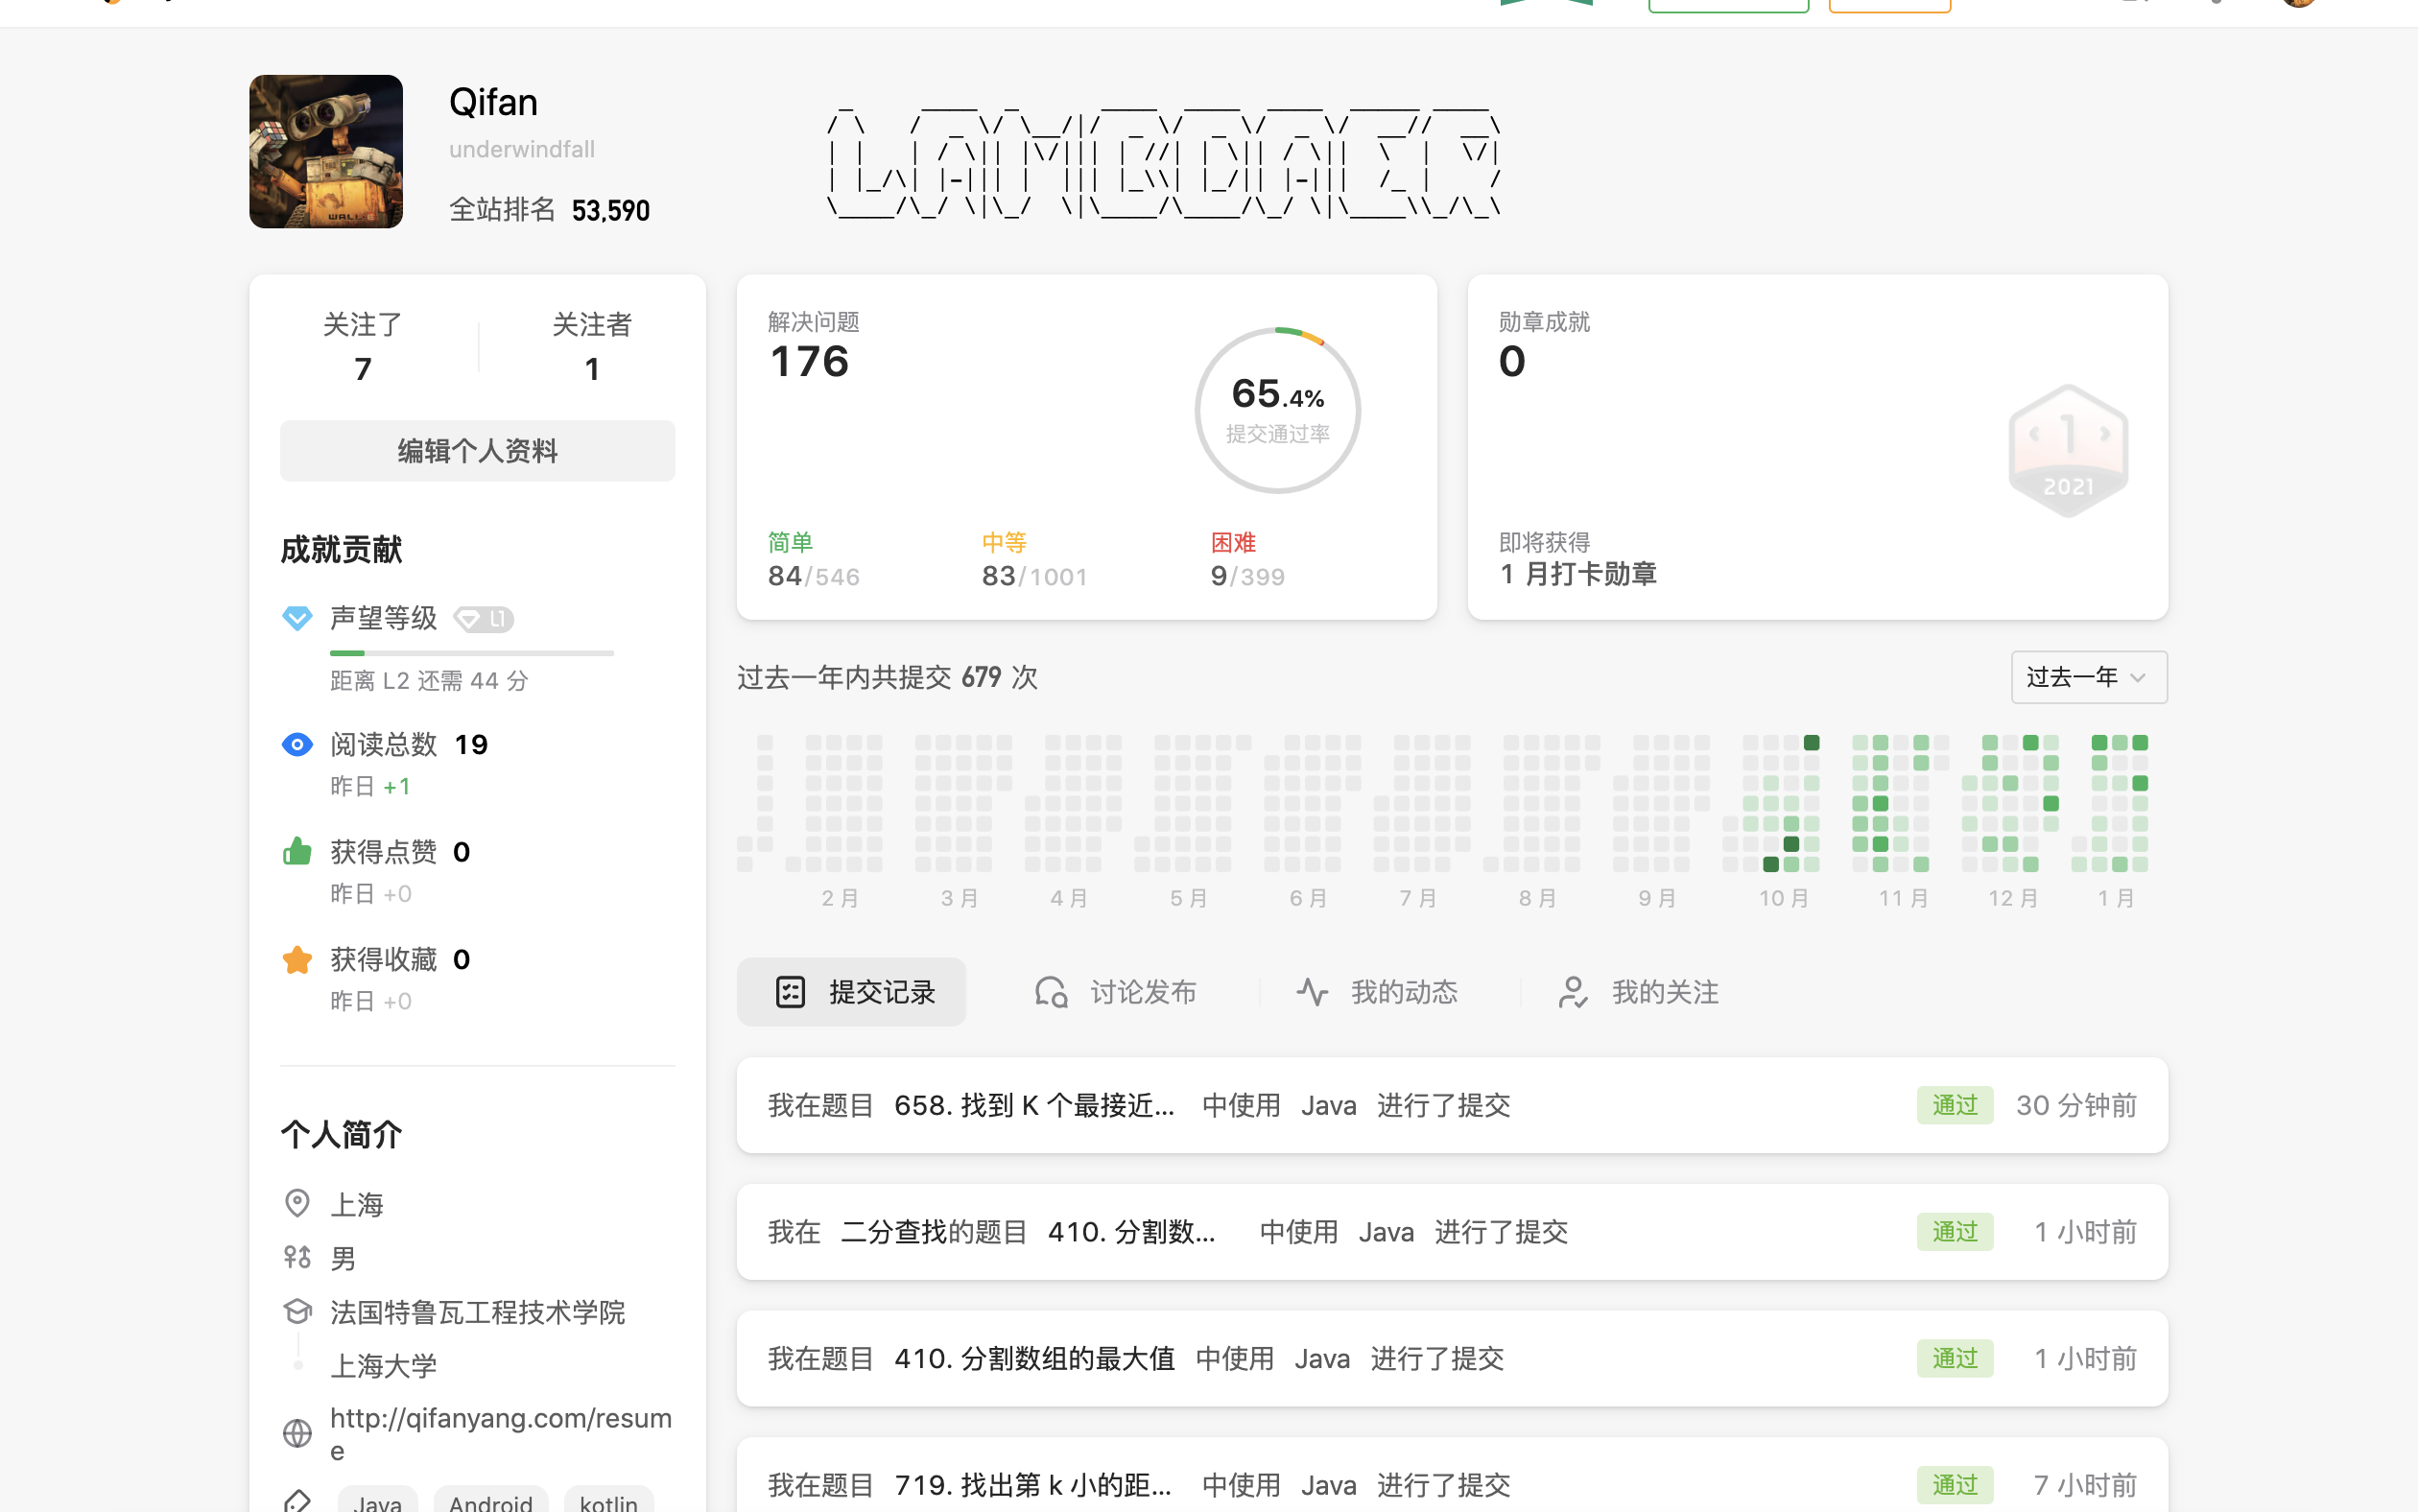 Qifan
underwindfall
全站排名 53,590
LAMBDAER
关注了
7
关注者
1
编辑个人资料
成就贡献
声望等级 L1
距离 L2 还需 44 分
阅读总数 19
昨日 +1
获得点赞 0
昨日 +0
获得收藏 0
昨日 +0
个人简介
上海
男
法国特鲁瓦工程技术学院
上海大学
http://qifanyang.com/resum
e
Java Android kotlin
解决问题
176
65.4%
提交通过率
简单
84/546
中等
83/1001
困难
9/399
勋章成就
0
1
2021
即将获得
1 月打卡勋章
过去一年内共提交 679 次
过去一年
2 月 3 月 4 月 5 月 6 月 7 月 8 月 9 月 10 月 11 月 12 月 1 月
提交记录 讨论发布 我的动态 我的关注
我在题目 658. 找到 K 个最接近... 中使用 Java 进行了提交 通过 30 分钟前
我在 二分查找的题目 410. 分割数... 中使用 Java 进行了提交 通过 1 小时前
我在题目 410. 分割数组的最大值 中使用 Java 进行了提交 通过 1 小时前
我在题目 719. 找出第 k 小的距... 中使用 Java 进行了提交 通过 7 小时前